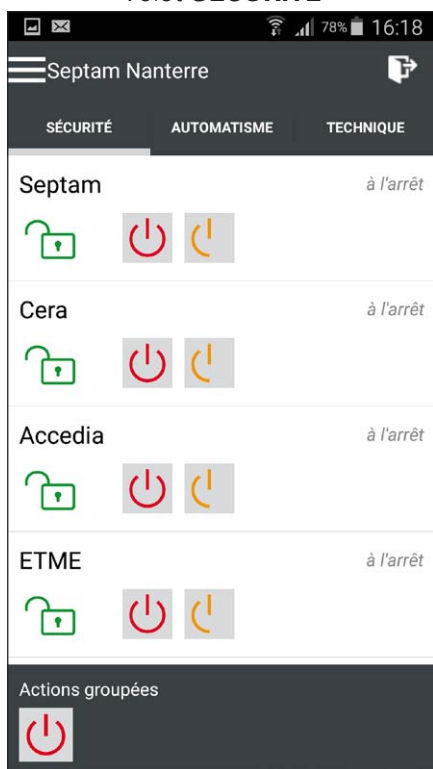 78% 16:18
Septam Nanterre
SÉCURITÉ AUTOMATISME TECHNIQUE
Septam à l'arrêt
Cera à l'arrêt
Accedia à l'arrêt
ETME à l'arrêt
Actions groupées